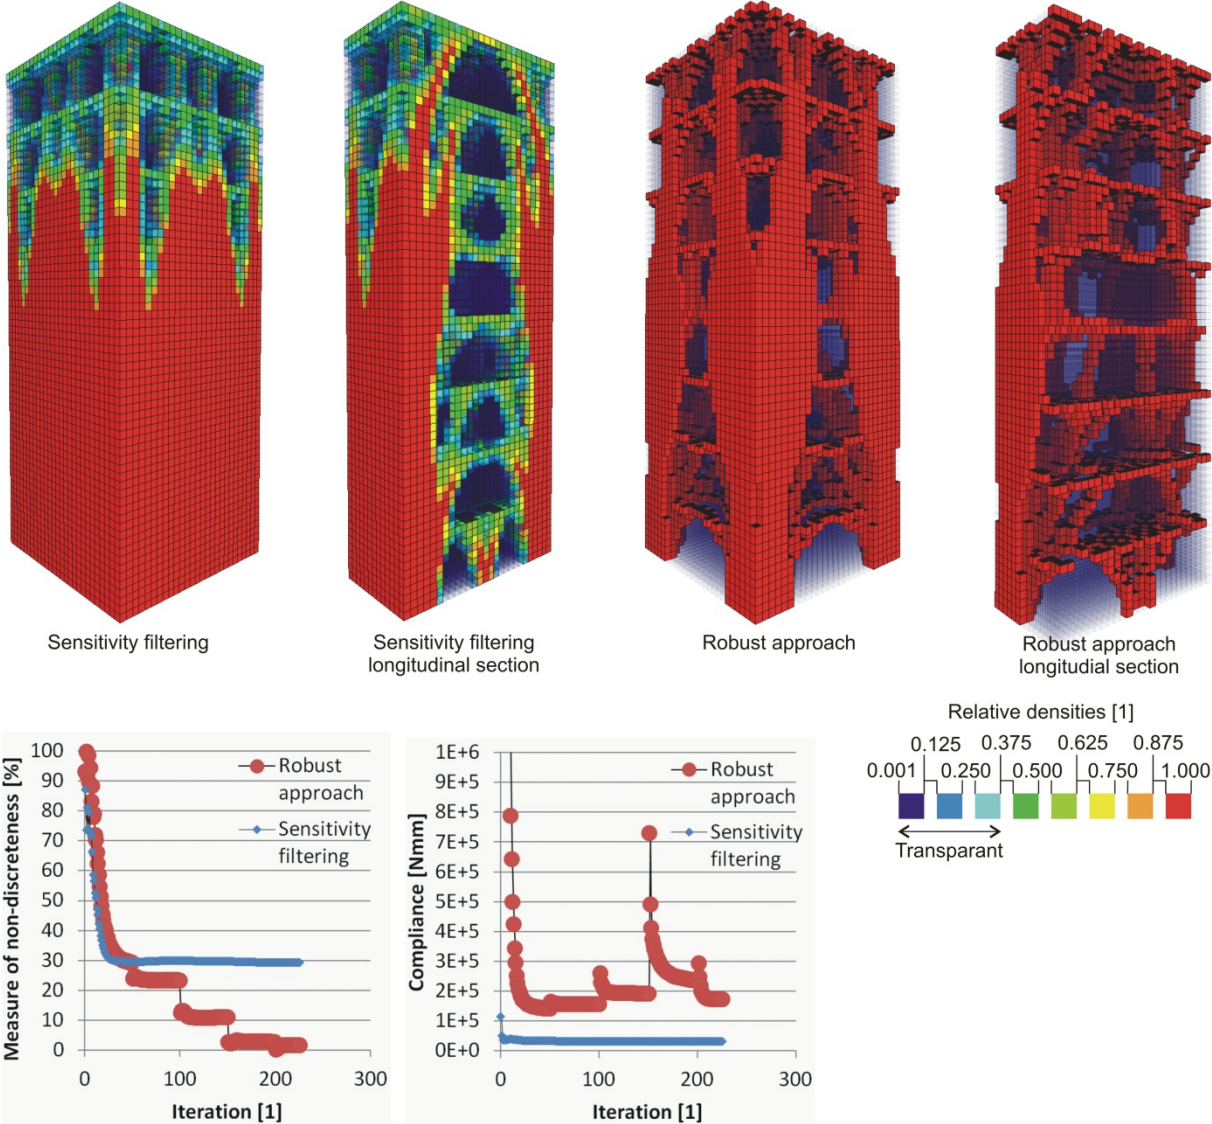 Sensitivity filtering
Sensitivity filtering
longitudinal section
Robust approach
Robust approach
longitudial section
Relative densities [1]
0.125
0.375
0.625
0.875
0.001
0.250
0.500
0.750
1.000
Transparant
Measure of non-discreteness [%]
100
90
80
70
60
50
40
30
20
10
0
0
100
200
300
Iteration [1]
Robust
approach
Sensitivity
filtering
Compliance [Nmm]
1E+6
9E+5
8E+5
7E+5
6E+5
5E+5
4E+5
3E+5
2E+5
1E+5
0E+0
0
100
200
300
Iteration [1]
Robust
approach
Sensitivity
filtering